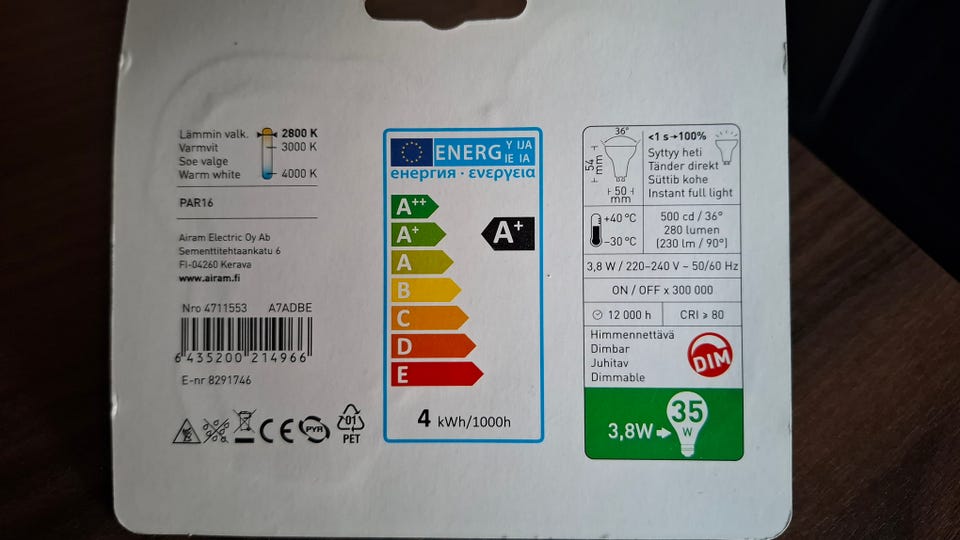 Lämmin valk. 2800 K
Varmvit 3000 K
Soe valge
Warm white 4000 K
PAR16
Airam Electric Oy Ab
Sementtitehtaankatu 6
FI-04260 Kerava
www.airam.fi
Nro 4711553 A7ADBE
6 435200 214966
E-nr 8291746
PYR
01
PET
ENERG Y IJA
IE IA
енергия · ενεργεια
A++
A+
A+
A
B
C
D
E
4 kWh/1000h
36°
54 mm
50 mm
<1 s→100%
Syttyy heti
Tänder direkt
Süttib kohe
Instant full light
+40 °C
-30 °C
500 cd / 36°
280 lumen
(230 lm / 90°)
3,8 W / 220–240 V ~ 50/60 Hz
ON / OFF x 300 000
12 000 h
CRI ≥ 80
Himmennettävä
Dimbar
Juhitav
Dimmable
DIM
3,8W
35
W